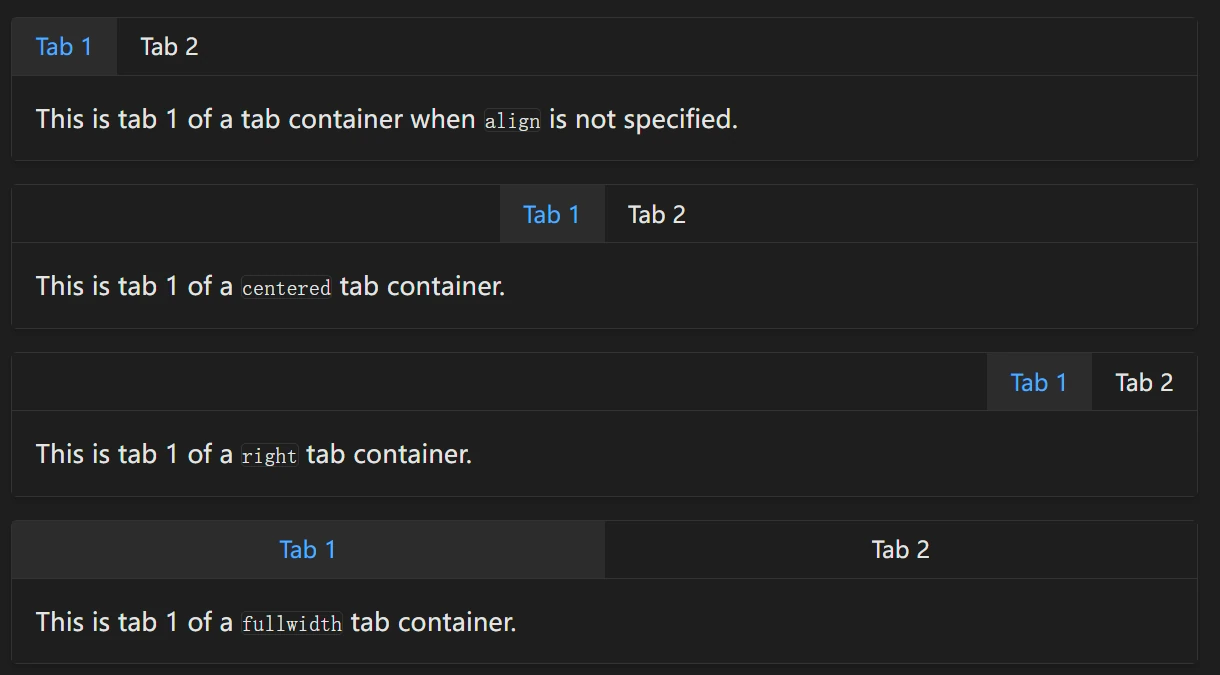 Tab 1 Tab 2
This is tab 1 of a tab container when align is not specified.
Tab 1 Tab 2
This is tab 1 of a centered tab container.
Tab 1 Tab 2
This is tab 1 of a right tab container.
Tab 1 Tab 2
This is tab 1 of a fullwidth tab container.